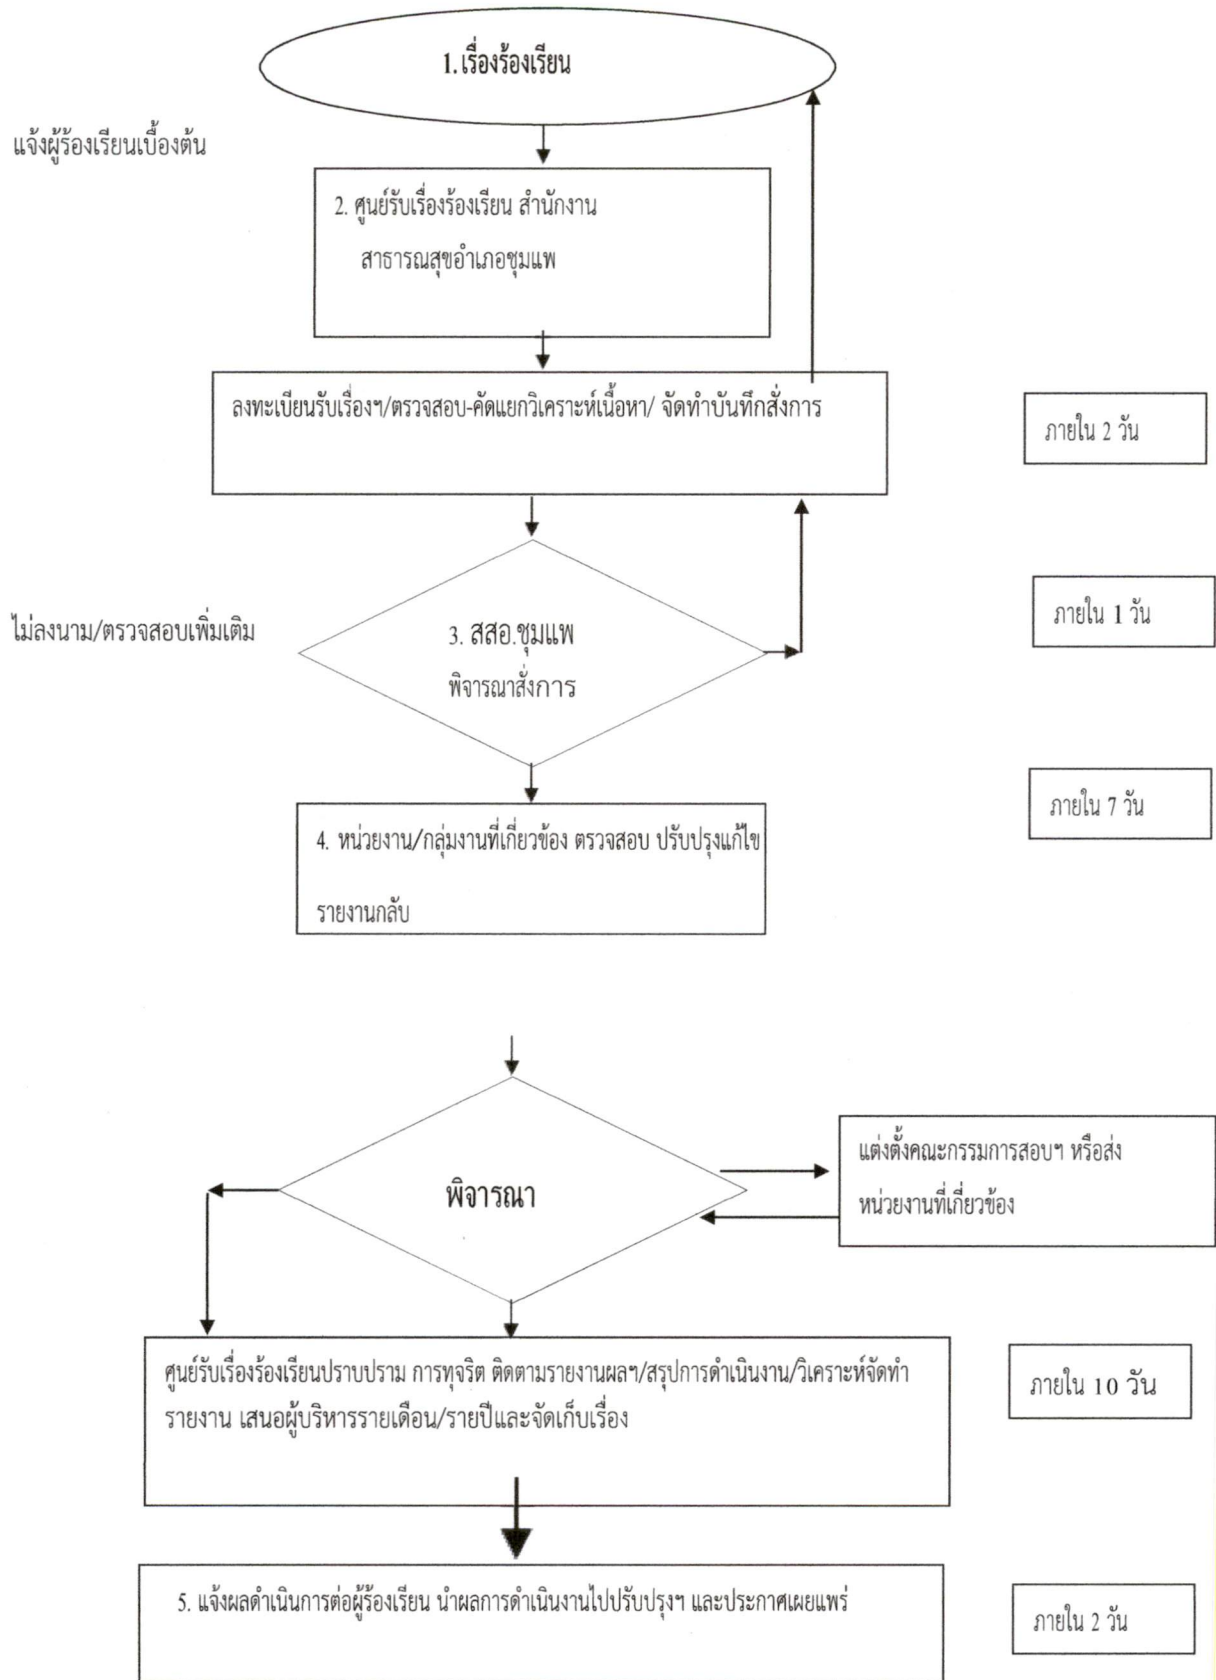 1. เรื่องร้องเรียน
แจ้งผู้ร้องเรียนเบื้องต้น
2. ศูนย์รับเรื่องร้องเรียน สำนักงาน
สาธารณสุขอำเภอชุมแพ
ลงทะเบียนรับเรื่องฯ/ตรวจสอบ-คัดแยกวิเคราะห์เนื้อหา/ จัดทำบันทึกสั่งการ
ภายใน 2 วัน
ภายใน 1 วัน
ไม่ลงนาม/ตรวจสอบเพิ่มเติม
3. สสอ.ชุมแพ
พิจารณาสั่งการ
ภายใน 7 วัน
4. หน่วยงาน/กลุ่มงานที่เกี่ยวข้อง ตรวจสอบ ปรับปรุงแก้ไข
รายงานกลับ
แต่งตั้งคณะกรรมการสอบฯ หรือส่ง
หน่วยงานที่เกี่ยวข้อง
พิจารณา
ศูนย์รับเรื่องร้องเรียนปราบปราม การทุจริต ติดตามรายงานผลฯ/สรุปการดำเนินงาน/วิเคราะห์จัดทำ
รายงาน เสนอผู้บริหารรายเดือน/รายปีและจัดเก็บเรื่อง
ภายใน 10 วัน
5. แจ้งผลดำเนินการต่อผู้ร้องเรียน นำผลการดำเนินงานไปปรับปรุงฯ และประกาศเผยแพร่
ภายใน 2 วัน